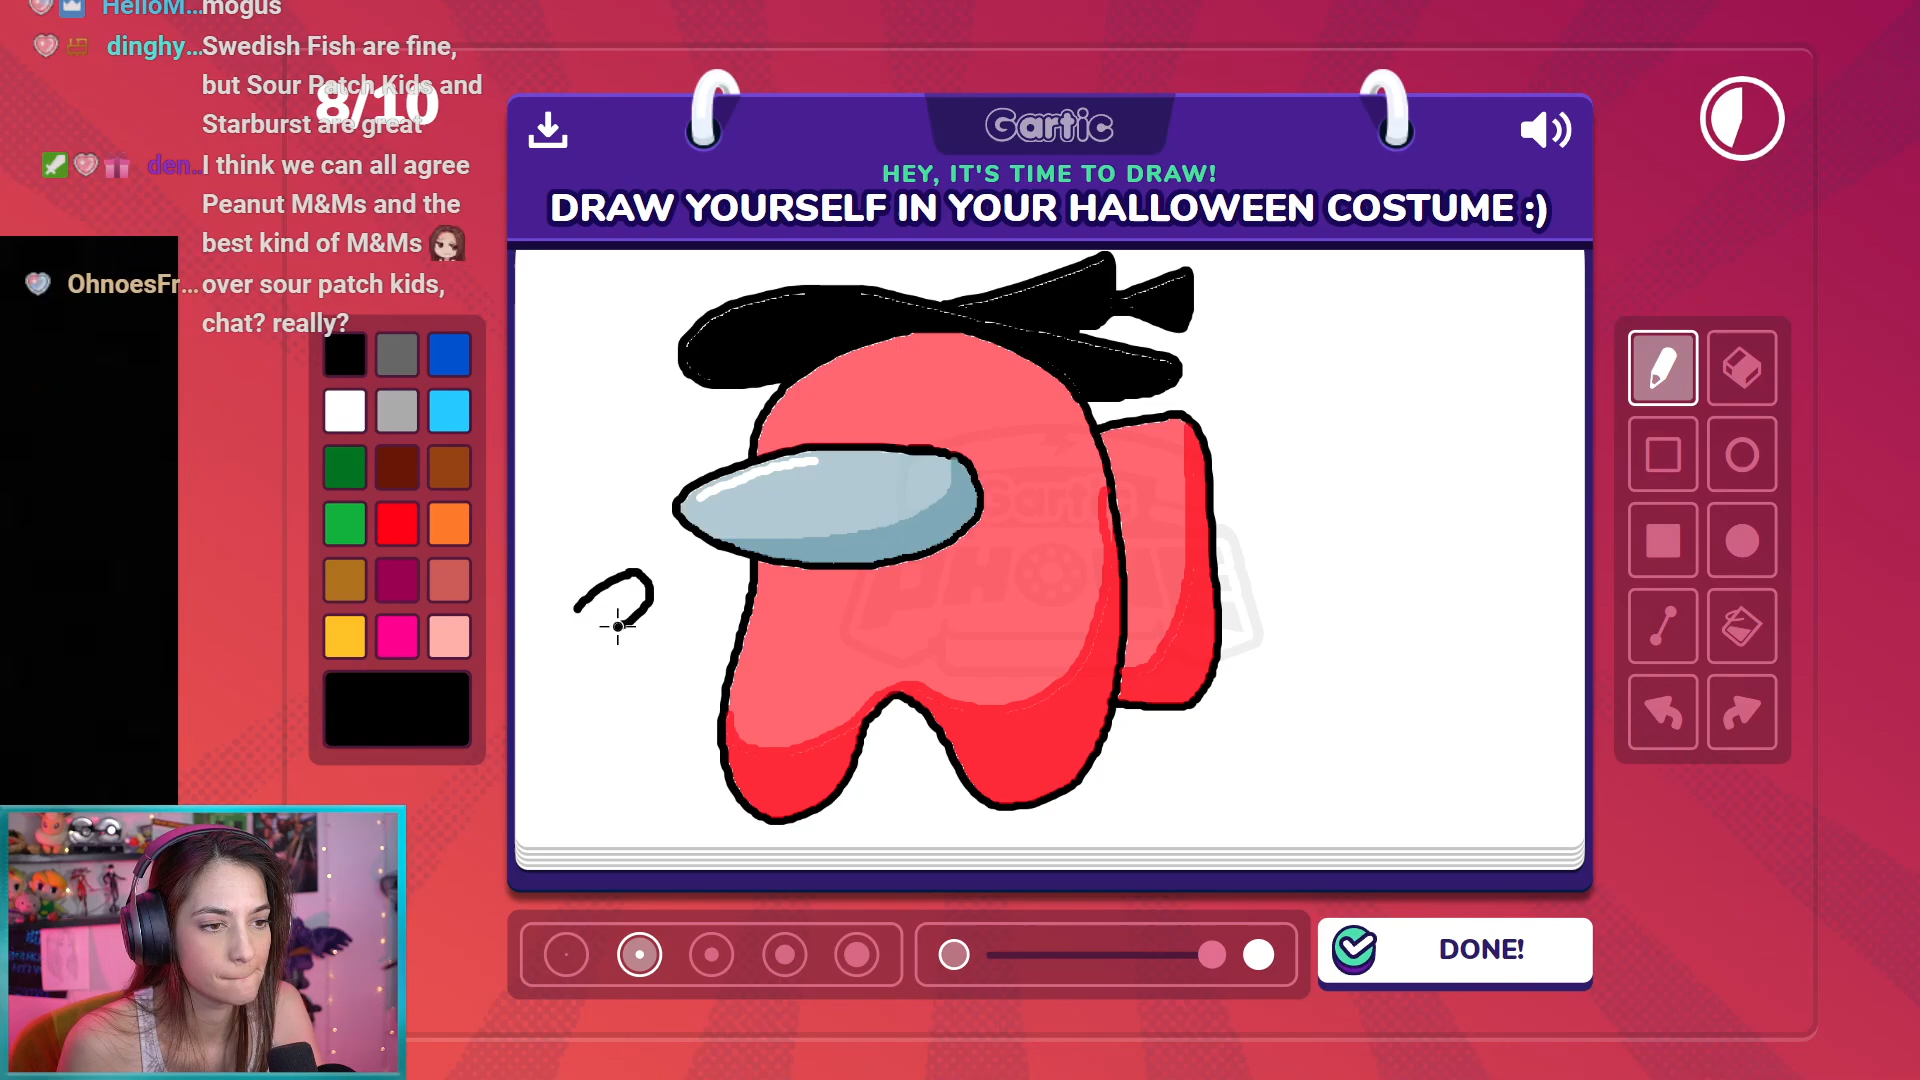 HelloM... mogus
dinghy... Swedish Fish are fine,
but Sour Patch Kids and
Starburst are great
den... I think we can all agree
Peanut M&Ms and the
best kind of M&Ms
OhnoesFr... over sour patch kids,
chat? really?
8/10
Gartic
HEY, IT'S TIME TO DRAW!
DRAW YOURSELF IN YOUR HALLOWEEN COSTUME :)
Gartic
PHONE
DONE!